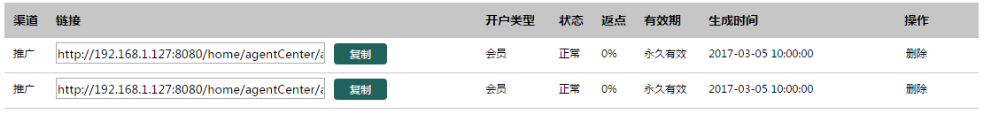 渠道 链接 开户类型 状态 返点 有效期 生成时间 操作
推广 http://192.168.1.127:8080/home/agentCenter/a 复制 会员 正常 0% 永久有效 2017-03-05 10:00:00 删除
推广 http://192.168.1.127:8080/home/agentCenter/a 复制 会员 正常 0% 永久有效 2017-03-05 10:00:00 删除